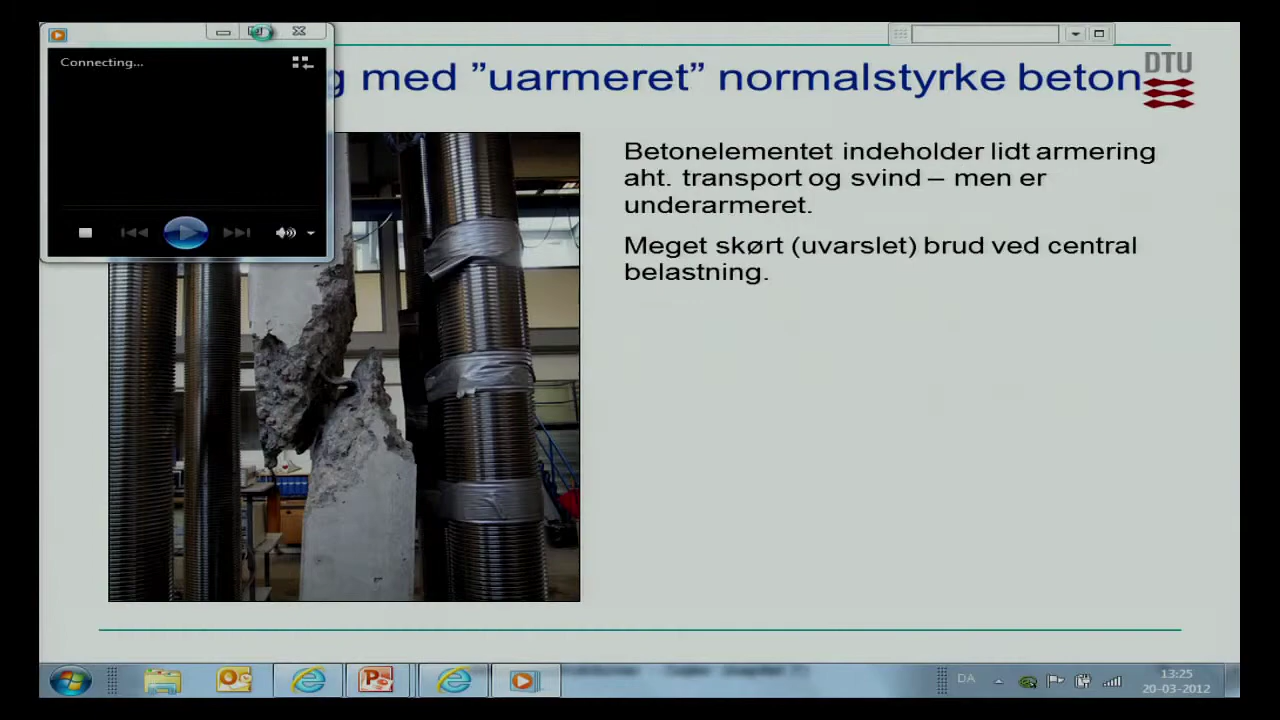 Connecting...
g med ”uarmeret” normalstyrke beton
DTU
Betonelementet indeholder lidt armering
aht. transport og svind – men er
underarmeret.
Meget skørt (uvarslet) brud ved central
belastning.
DA
13:25
20-03-2012